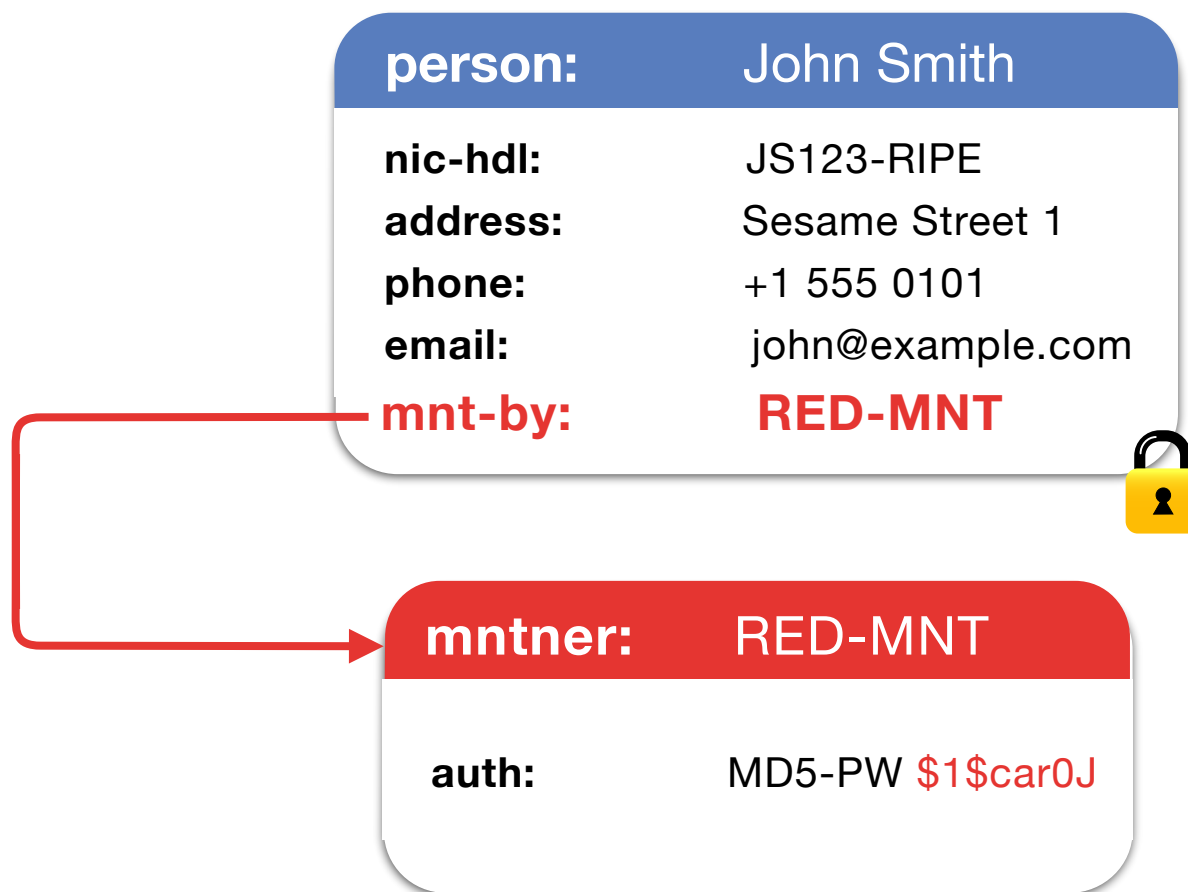 person: John Smith
nic-hdl: JS123-RIPE
address: Sesame Street 1
phone: +1 555 0101
email: john@example.com
mnt-by: RED-MNT
mntner: RED-MNT
auth: MD5-PW $1$car0J